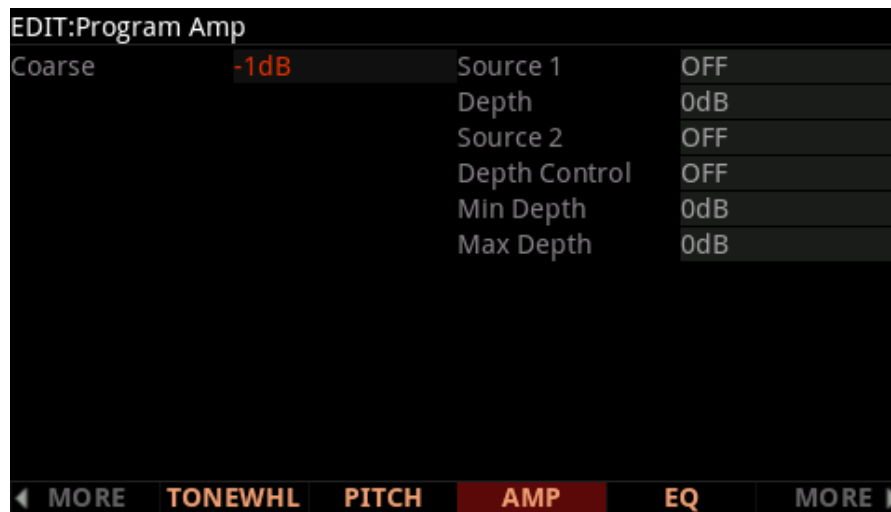 EDIT:Program Amp
Coarse -1dB Source 1 OFF
Depth 0dB
Source 2 OFF
Depth Control OFF
Min Depth 0dB
Max Depth 0dB
MORE TONEWHL PITCH AMP EQ MORE